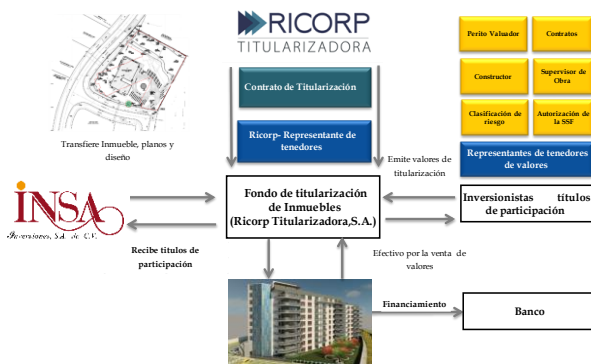 RICORP
TITULARIZADORA
Contrato de Titularización
Ricorp- Representante de
tenedores
Perito Valuador
Contratos
Constructor
Supervisor de
Obra
Clasificación de
riesgo
Autorización de
la SSF
Representantes de tenedores
de valores
Transfiere Inmueble, planos y
diseño
Emite valores de
titularización
INSA
Inversiones, S.A. de C.V.
Fondo de titularización
de Inmuebles
(Ricorp Titularizadora,S.A.)
Inversionistas títulos
de participación
Recibe títulos de
participación
Efectivo por la venta de
valores
Financiamiento
Banco